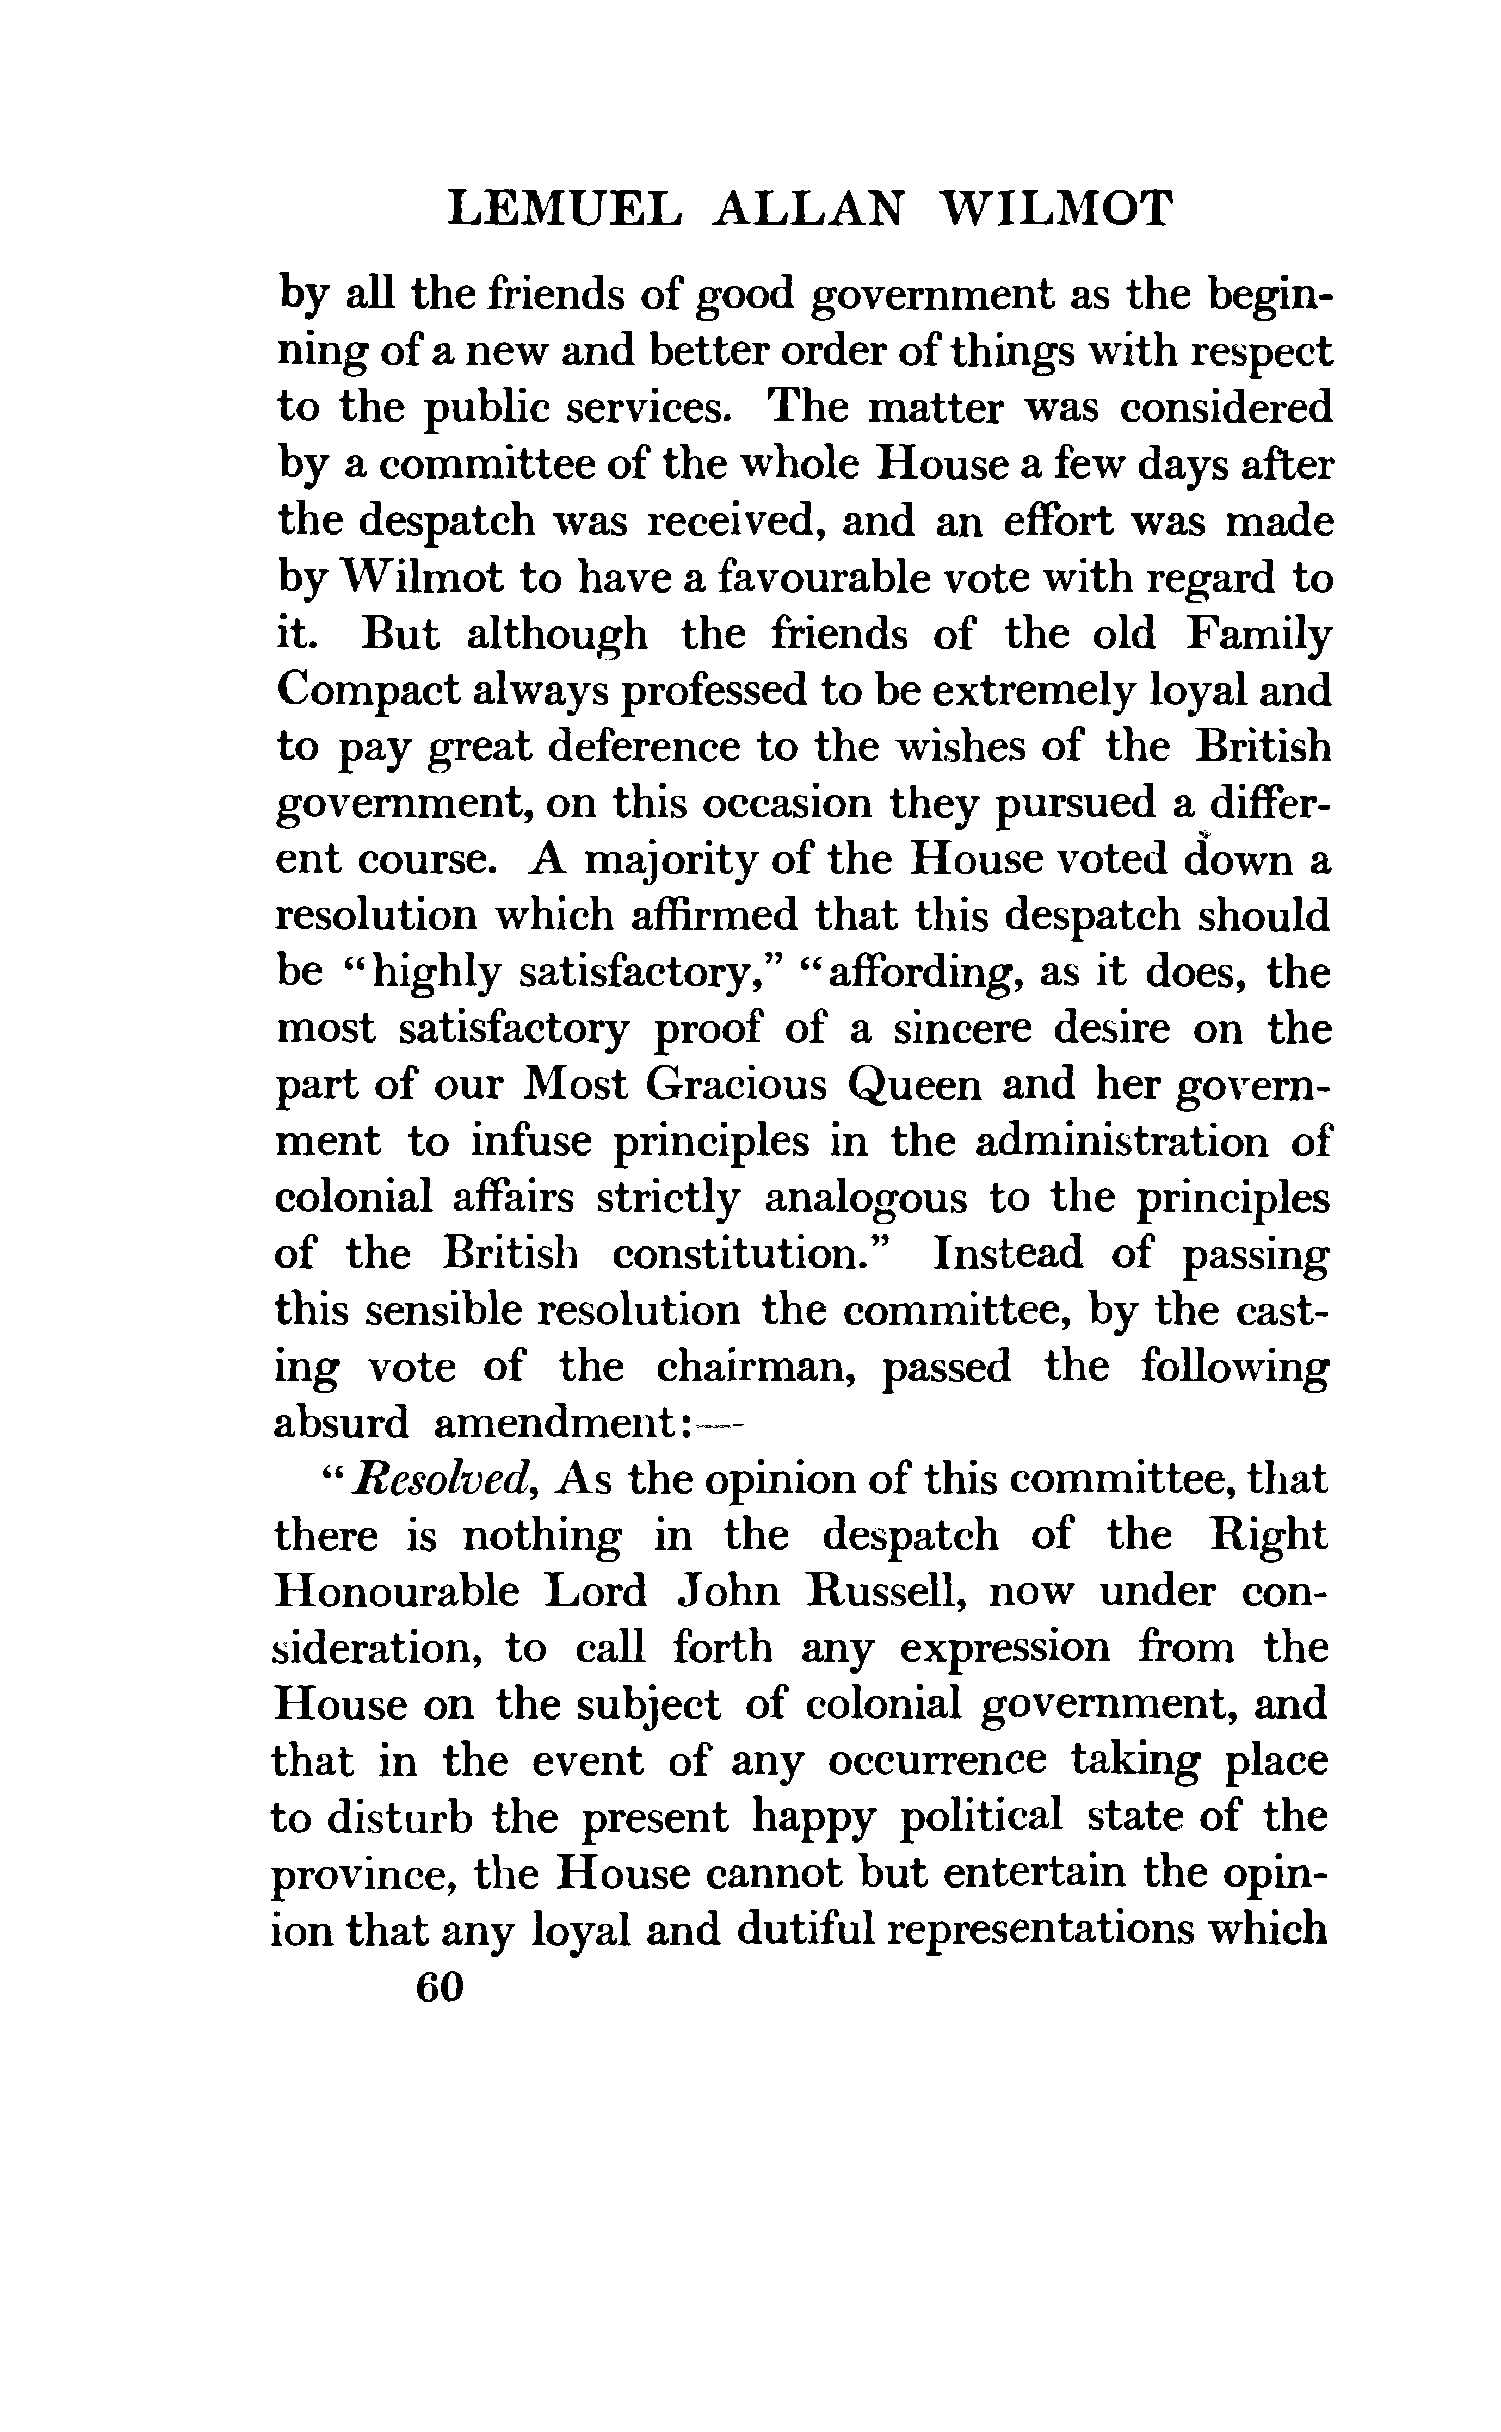 LEMUEL ALLAN WILMOT
by all the friends of good government as the begin-
ning of a new and better order of things with respect
to the public services. The matter was considered
by a committee of the whole House a few days after
the despatch was received, and an effort was made
by Wilmot to have a favourable vote with regard to
it. But although the friends of the old Family
Compact always professed to be extremely loyal and
to pay great deference to the wishes of the British
government, on this occasion they pursued a differ-
ent course. A majority of the House voted down a
resolution which affirmed that this despatch should
be “highly satisfactory,” “affording, as it does, the
most satisfactory proof of a sincere desire on the
part of our Most Gracious Queen and her govern-
ment to infuse principles in the administration of
colonial affairs strictly analogous to the principles
of the British constitution.” Instead of passing
this sensible resolution the committee, by the cast-
ing vote of the chairman, passed the following
absurd amendment:—
“Resolved, As the opinion of this committee, that
there is nothing in the despatch of the Right
Honourable Lord John Russell, now under con-
sideration, to call forth any expression from the
House on the subject of colonial government, and
that in the event of any occurrence taking place
to disturb the present happy political state of the
province, the House cannot but entertain the opin-
ion that any loyal and dutiful representations which
60